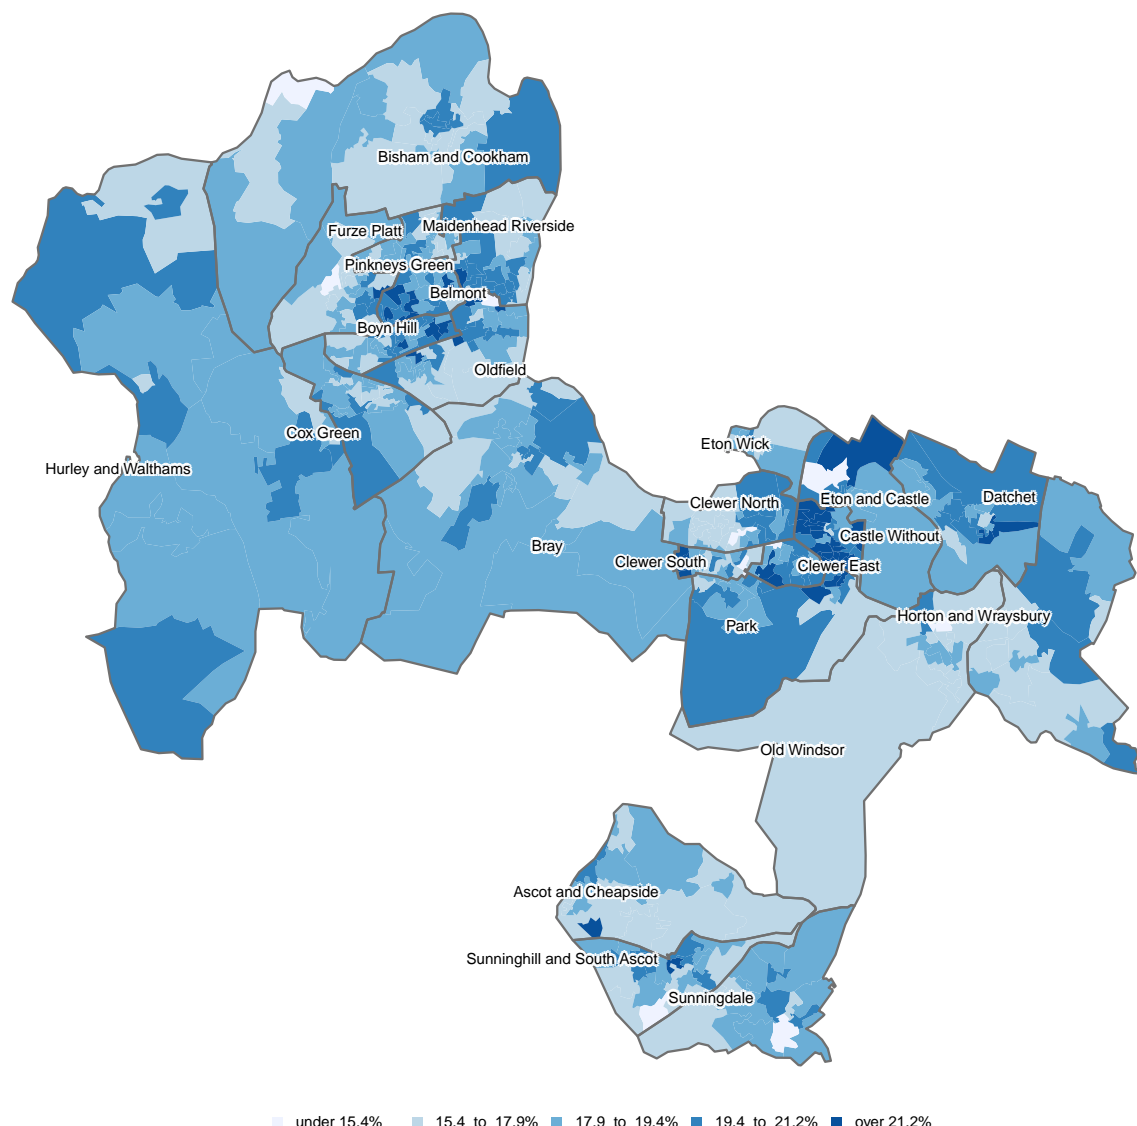 Bisham and Cookham
Furze Platt
Maidenhead Riverside
Pinkneys Green
Belmont
Boyn Hill
Oldfield
Cox Green
Eton Wick
Hurley and Walthams
Clewer North
Eton and Castle
Datchet
Bray
Castle Without
Clewer South
Clewer East
Park
Horton and Wraysbury
Old Windsor
Ascot and Cheapside
Sunninghill and South Ascot
Sunningdale
under 15.4% 15.4 to 17.9% 17.9 to 19.4% 19.4 to 21.2% over 21.2%